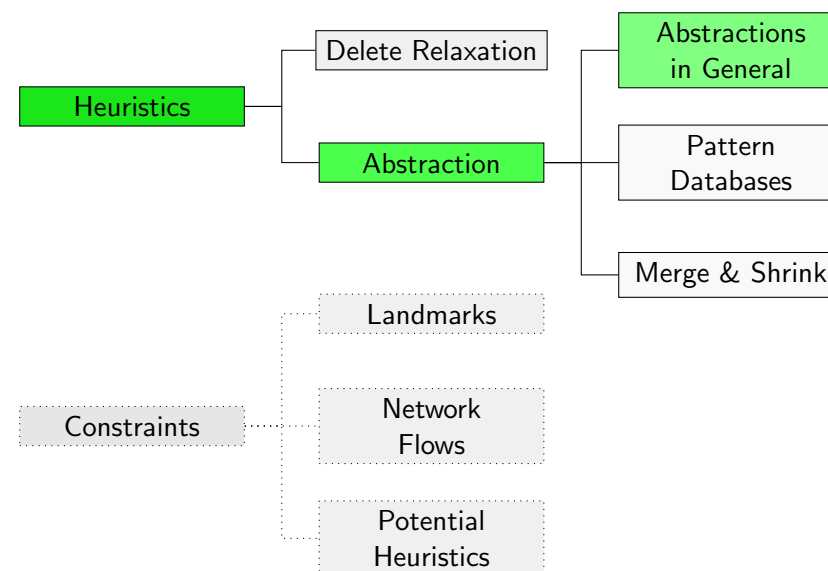 Heuristics
Delete Relaxation
Abstraction
Abstractions
in General
Pattern
Databases
Merge & Shrink
Constraints
Landmarks
Network
Flows
Potential
Heuristics